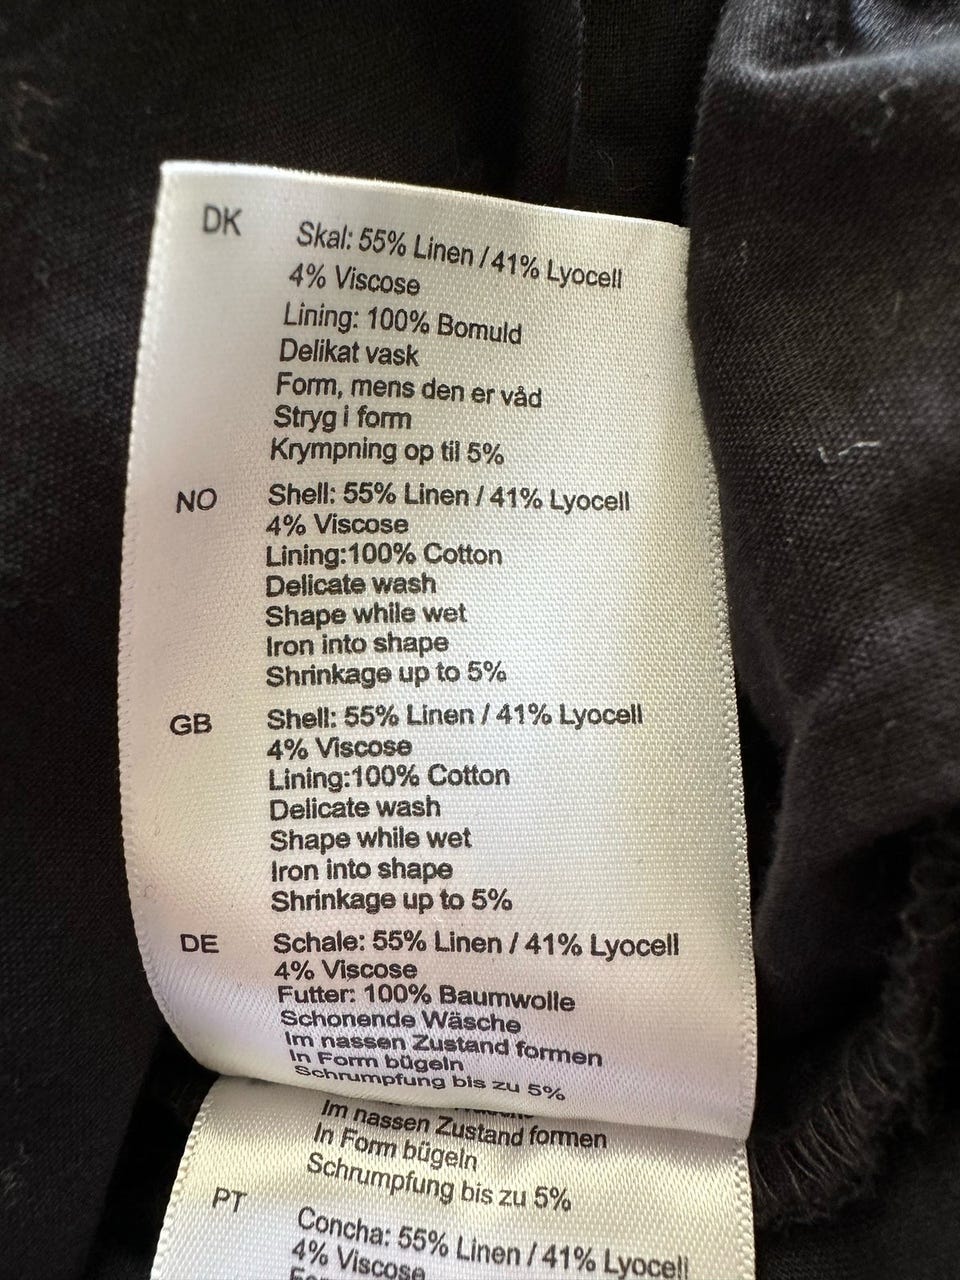 DK Skal: 55% Linen / 41% Lyocell
4% Viscose
Lining: 100% Bomuld
Delikat vask
Form, mens den er våd
Stryg i form
Krympning op til 5%
NO Shell: 55% Linen / 41% Lyocell
4% Viscose
Lining:100% Cotton
Delicate wash
Shape while wet
Iron into shape
Shrinkage up to 5%
GB Shell: 55% Linen / 41% Lyocell
4% Viscose
Lining:100% Cotton
Delicate wash
Shape while wet
Iron into shape
Shrinkage up to 5%
DE Schale: 55% Linen / 41% Lyocell
4% Viscose
Futter: 100% Baumwolle
Schonende Wäsche
Im nassen Zustand formen
In Form bügeln
Schrumpfung bis zu 5%
Im nassen Zustand formen
In Form bügeln
Schrumpfung bis zu 5%
PT Concha: 55% Linen / 41% Lyocell
4% Viscose